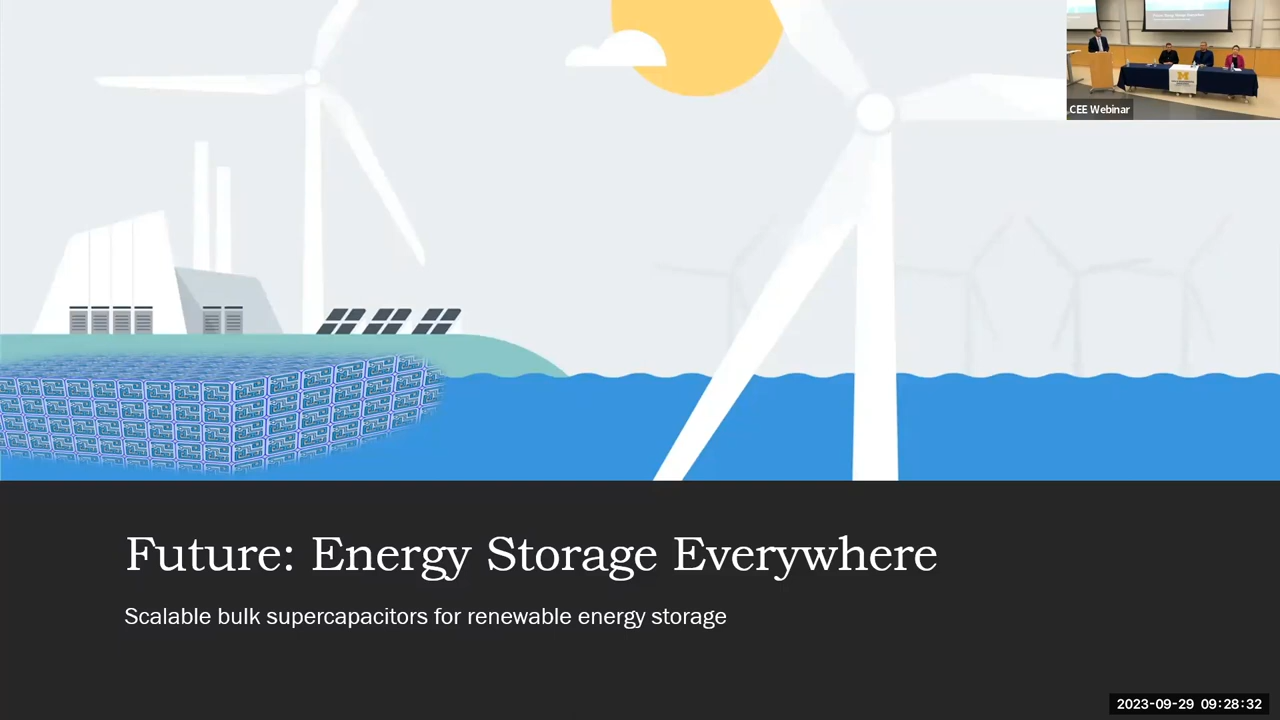 CEE Webinar
Future: Energy Storage Everywhere
Scalable bulk supercapacitors for renewable energy storage
2023-09-29 09:28:32